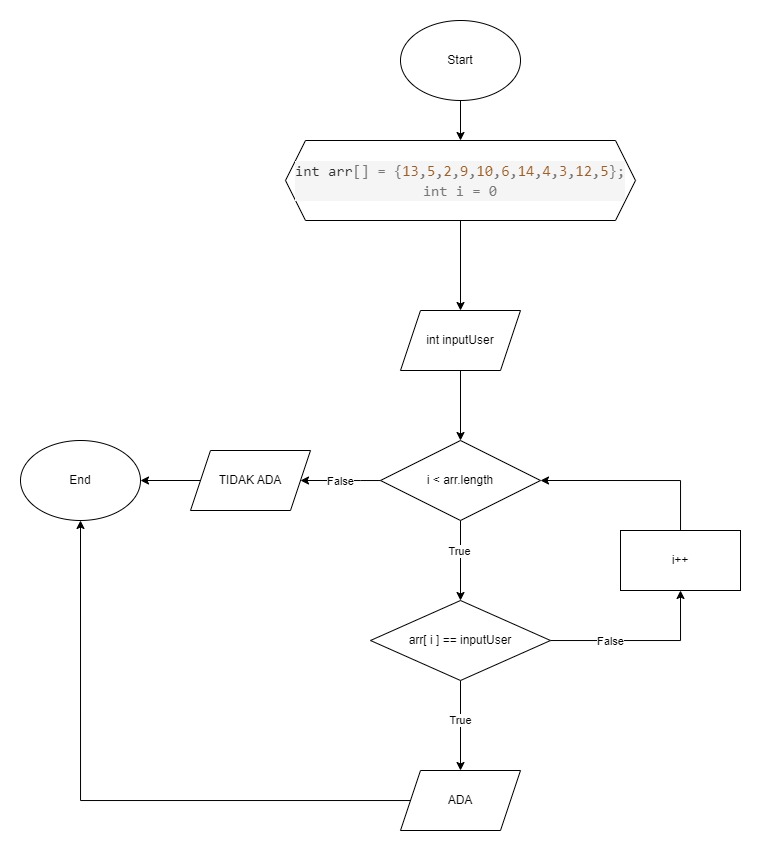 Start
int arr[] = {13,5,2,9,10,6,14,4,3,12,5};
int i = 0
int inputUser
i < arr.length
False
TIDAK ADA
End
True
i++
arr[ i ] == inputUser
False
True
ADA